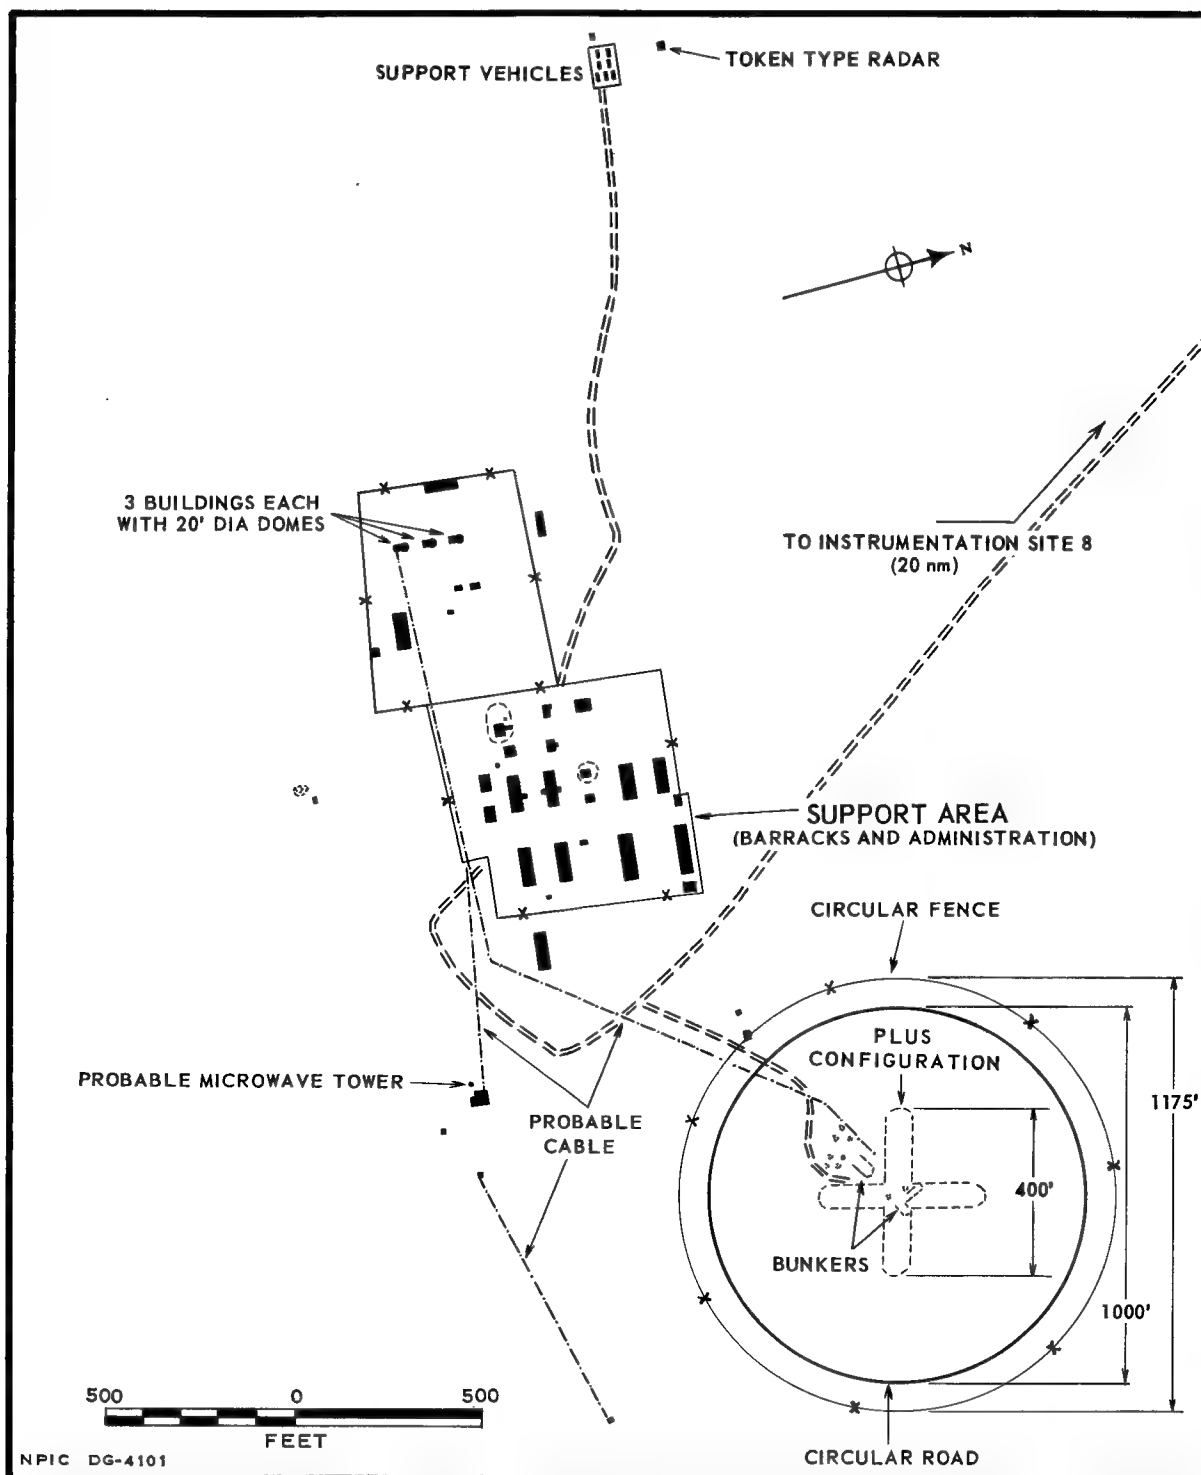 SUPPORT VEHICLES
TOKEN TYPE RADAR
N
3 BUILDINGS EACH
WITH 20' DIA DOMES
TO INSTRUMENTATION SITE 8
(20 nm)
SUPPORT AREA
(BARRACKS AND ADMINISTRATION)
CIRCULAR FENCE
PLUS
CONFIGURATION
PROBABLE MICROWAVE TOWER
PROBABLE
CABLE
1175'
400'
BUNKERS
1000'
500 0 500
FEET
NPIC DG-4101
CIRCULAR ROAD